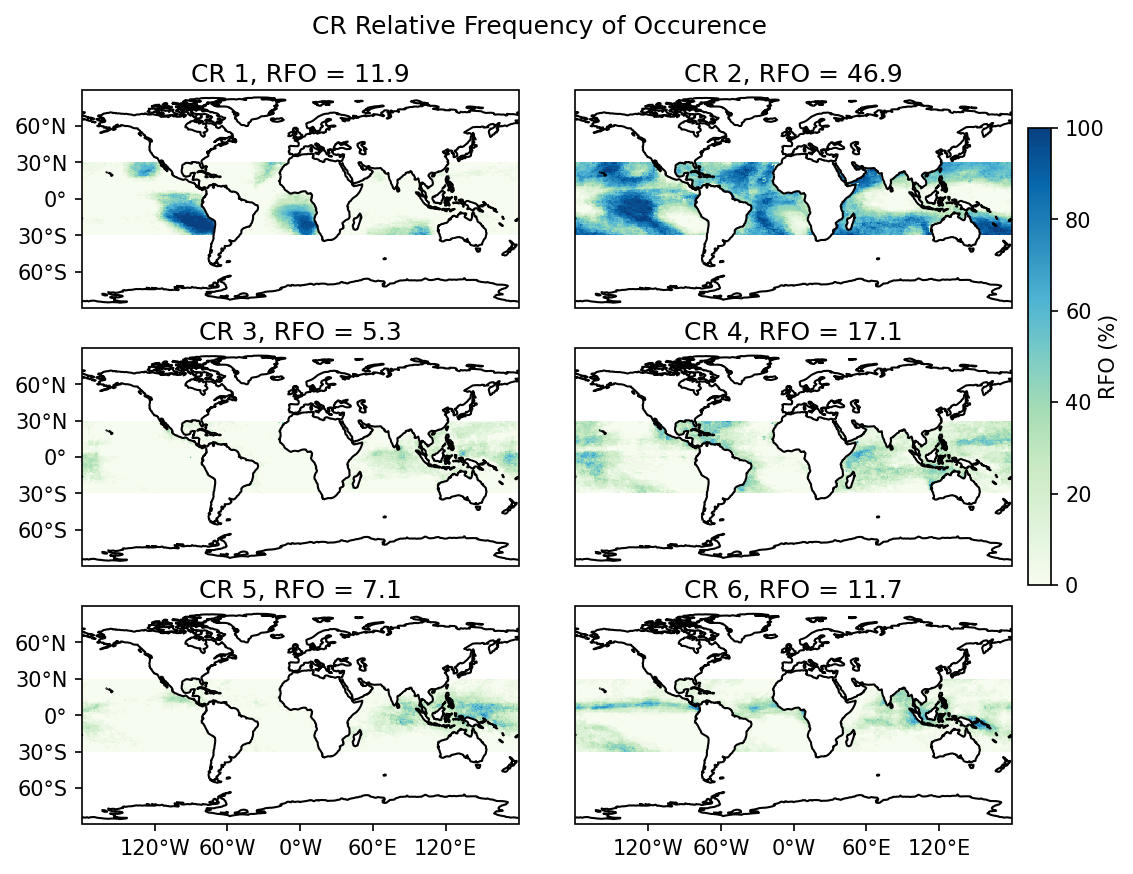 CR Relative Frequency of Occurence
CR 1, RFO = 11.9
CR 2, RFO = 46.9
60°N
30°N
0°
30°S
60°S
CR 3, RFO = 5.3
CR 4, RFO = 17.1
60°N
30°N
0°
30°S
60°S
CR 5, RFO = 7.1
CR 6, RFO = 11.7
60°N
30°N
0°
30°S
60°S
120°W 60°W 0°W 60°E 120°E
120°W 60°W 0°W 60°E 120°E
100
80
60
40
20
0
RFO (%)